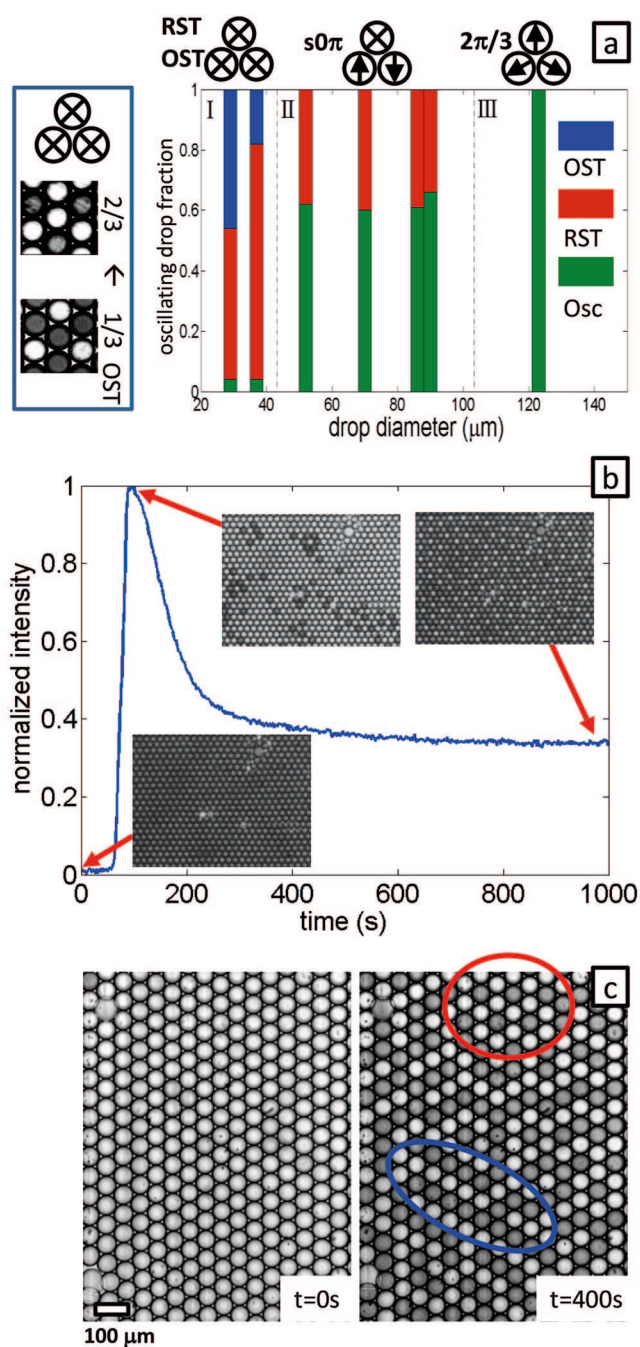 RST
OST
s0π
2π/3
a
I
II
III
OST
RST
Osc
2/3
←
1/3 OST
oscillating drop fraction
1
0.8
0.6
0.4
0.2
0
20 40 60 80 100 120 140
drop diameter (μm)
b
normalized intensity
1
0.8
0.6
0.4
0.2
0
0 200 400 600 800 1000
time (s)
c
t=0s
t=400s
100 μm